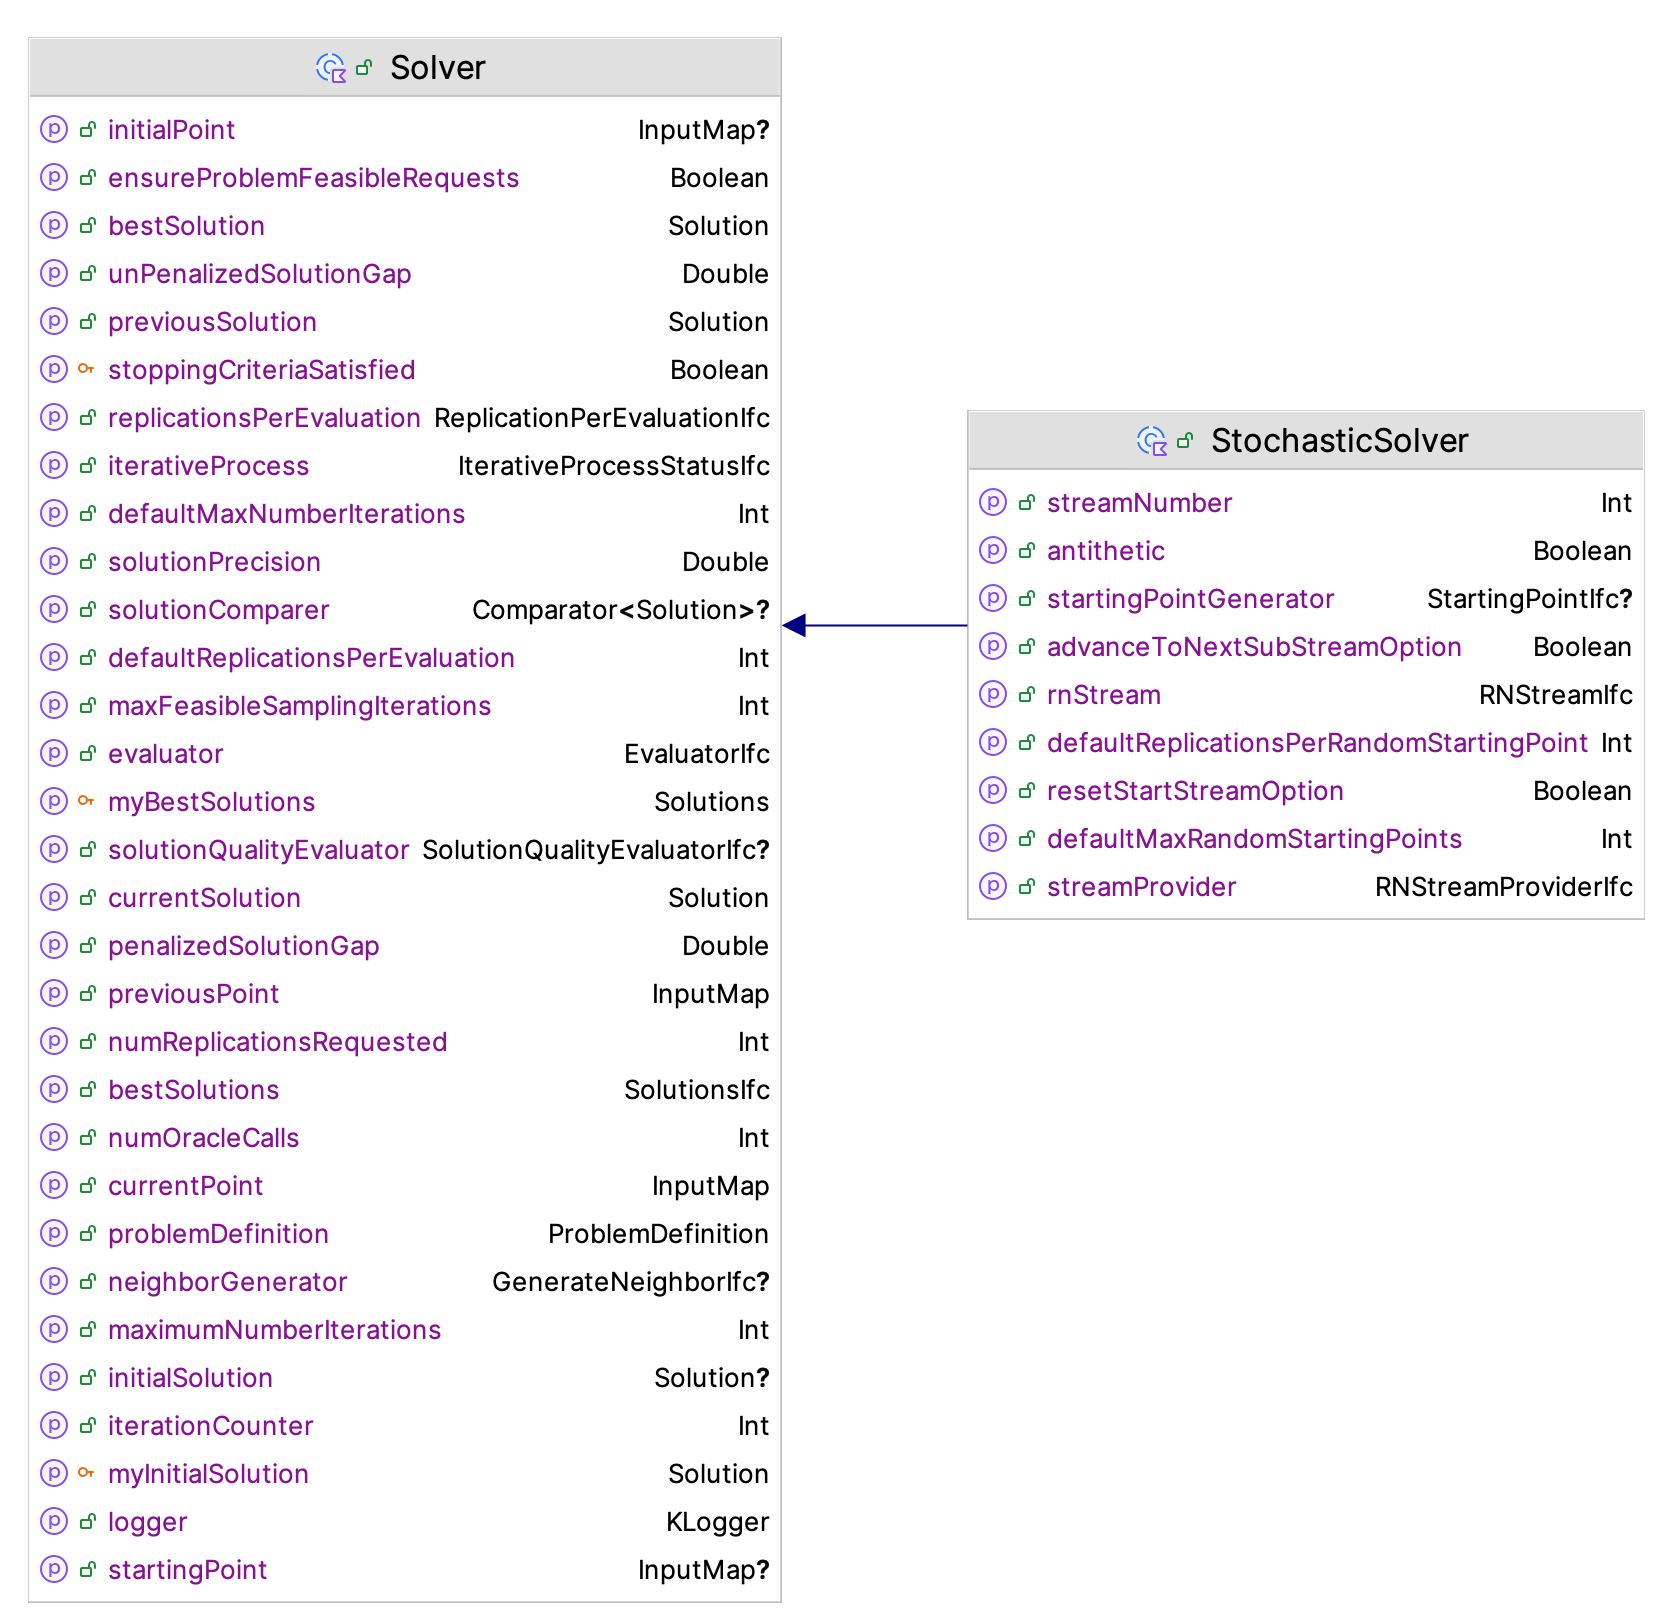 Solver
initialPoint InputMap?
ensureProblemFeasibleRequests Boolean
bestSolution Solution
unPenalizedSolutionGap Double
previousSolution Solution
stoppingCriteriaSatisfied Boolean
replicationsPerEvaluation ReplicationPerEvaluationIfc
iterativeProcess IterativeProcessStatusIfc
defaultMaxNumberIterations Int
solutionPrecision Double
solutionComparer Comparator<Solution>?
defaultReplicationsPerEvaluation Int
maxFeasibleSamplingIterations Int
evaluator EvaluatorIfc
myBestSolutions Solutions
solutionQualityEvaluator SolutionQualityEvaluatorIfc?
currentSolution Solution
penalizedSolutionGap Double
previousPoint InputMap
numReplicationsRequested Int
bestSolutions SolutionsIfc
numOracleCalls Int
currentPoint InputMap
problemDefinition ProblemDefinition
neighborGenerator GenerateNeighborIfc?
maximumNumberIterations Int
initialSolution Solution?
iterationCounter Int
myInitialSolution Solution
logger KLogger
startingPoint InputMap?
StochasticSolver
streamNumber Int
antithetic Boolean
startingPointGenerator StartingPointIfc?
advanceToNextSubStreamOption Boolean
rnStream RNStreamIfc
defaultReplicationsPerRandomStartingPoint Int
resetStartStreamOption Boolean
defaultMaxRandomStartingPoints Int
streamProvider RNStreamProviderIfc